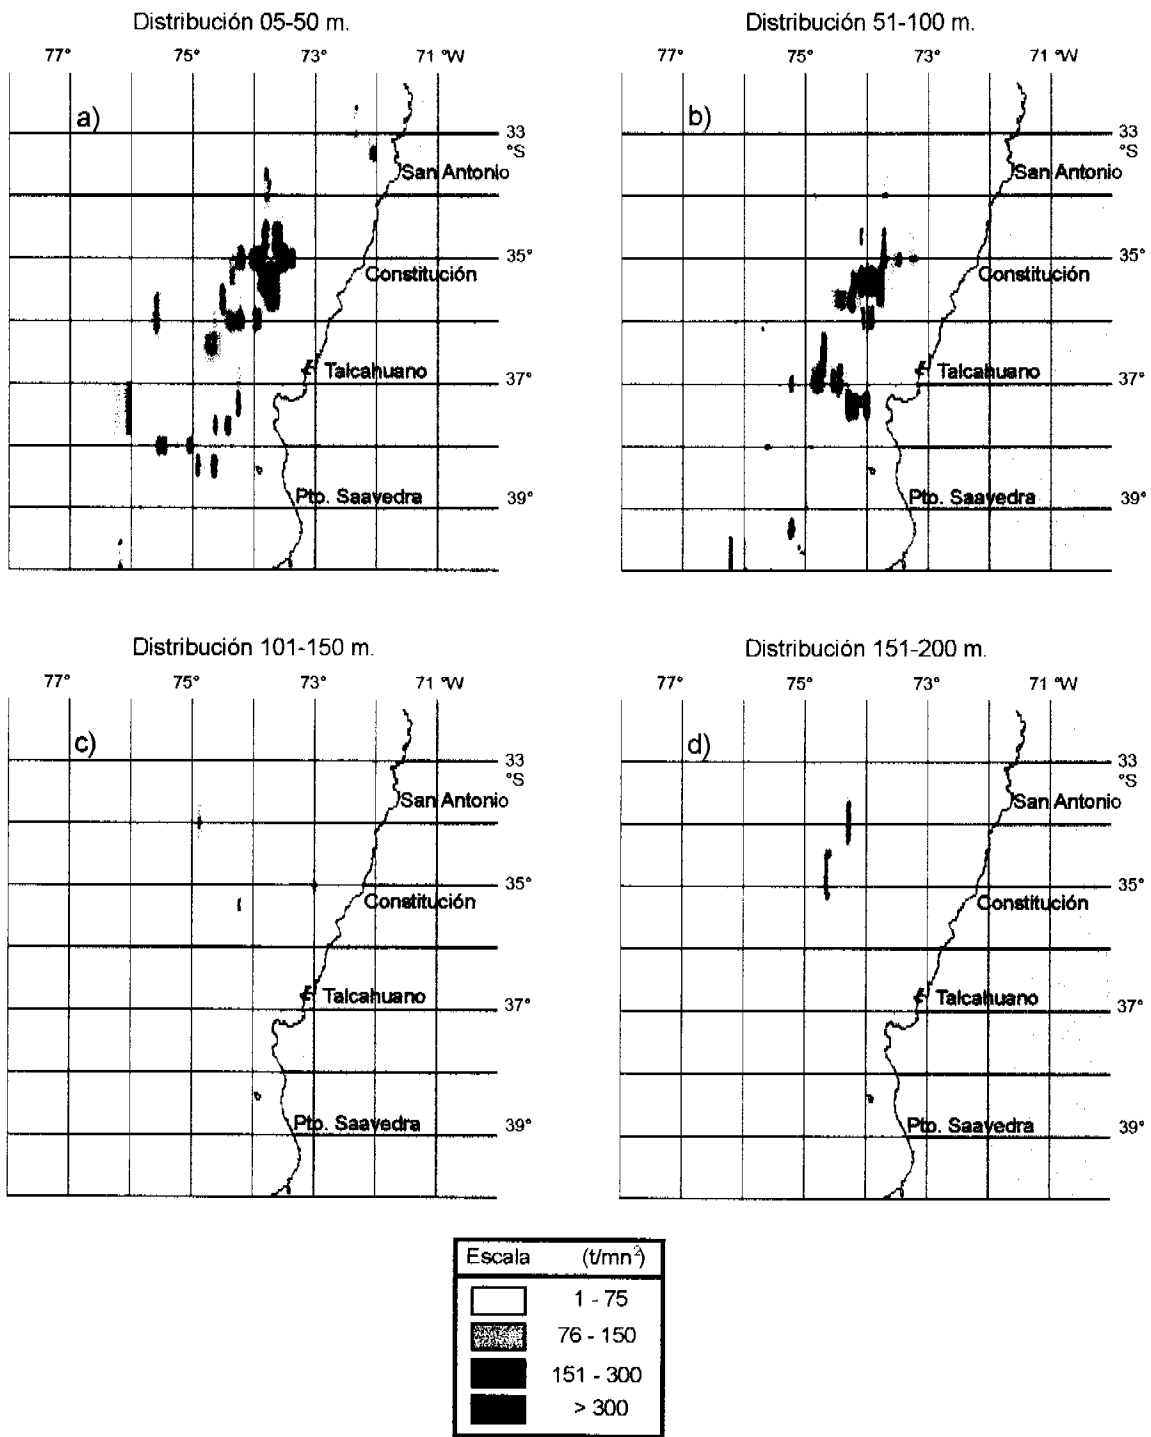 Distribución 05-50 m.
77° 75° 73° 71 °W
a)
33
°S
San Antonio
35°
Constitución
Talcahuano
37°
Pto. Saavedra
39°
Distribución 51-100 m.
77° 75° 73° 71 °W
b)
33
°S
San Antonio
35°
Constitución
Talcahuano
37°
Pto. Saavedra
39°
Distribución 101-150 m.
77° 75° 73° 71 °W
c)
33
°S
San Antonio
35°
Constitución
Talcahuano
37°
Pto. Saavedra
39°
Distribución 151-200 m.
77° 75° 73° 71 °W
d)
33
°S
San Antonio
35°
Constitución
Talcahuano
37°
Pto. Saavedra
39°
Escala (t/mn²)
1 - 75
76 - 150
151 - 300
> 300